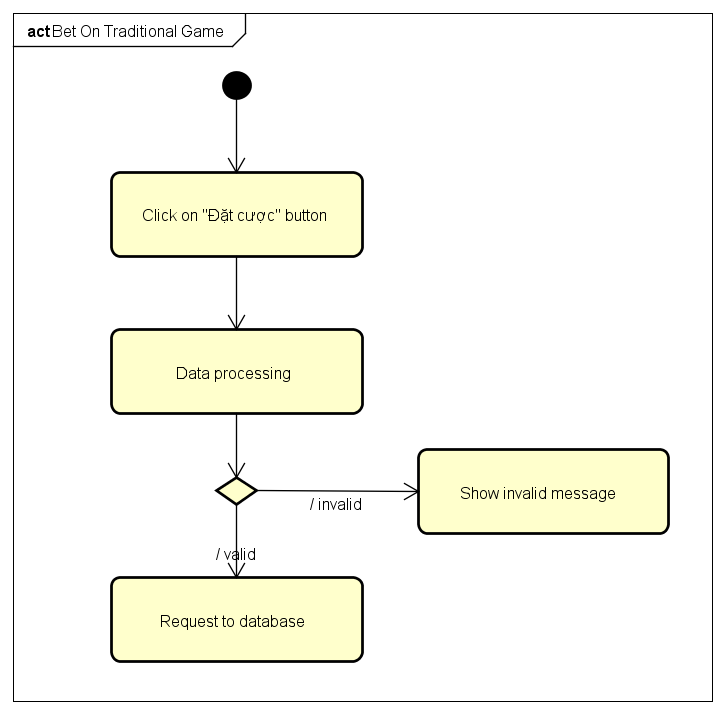 act Bet On Traditional Game
Click on "Đặt cược" button
Data processing
/ invalid
Show invalid message
/ valid
Request to database